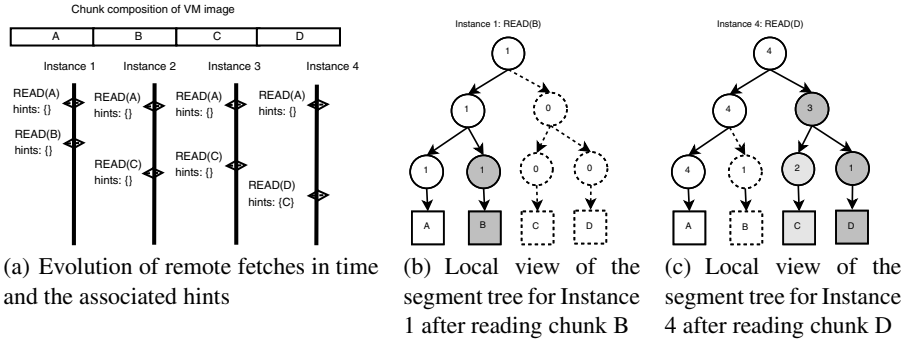 Chunk composition of VM image
A B C D
Instance 1 Instance 2 Instance 3 Instance 4
READ(A) READ(A) READ(A) READ(A)
hints: {} hints: {} hints: {} hints: {}
READ(B)
hints: {}
READ(C) READ(C)
hints: {} hints: {}
READ(D)
hints: {C}
(a) Evolution of remote fetches in time
and the associated hints
Instance 1: READ(B)
1
1 0
1 1 0 0
A B C D
(b) Local view of the
segment tree for Instance
1 after reading chunk B
Instance 4: READ(D)
4
4 3
4 1 2 1
A B C D
(c) Local view of the
segment tree for Instance
4 after reading chunk D